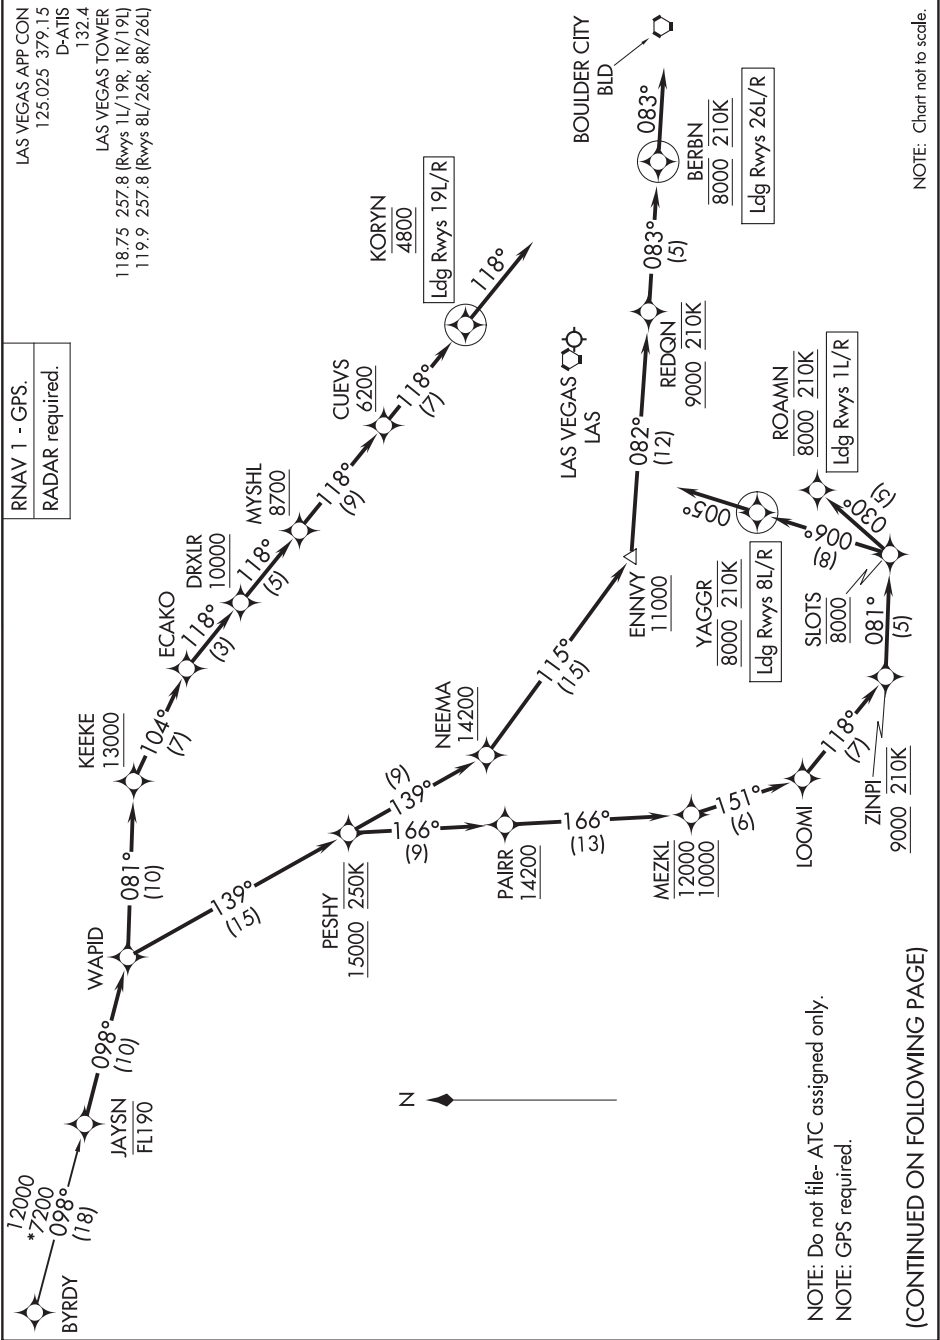 RNAV 1 - GPS.
RADAR required.
LAS VEGAS APP CON
125.025 379.15
D-ATIS
132.4
LAS VEGAS TOWER
118.75 257.8 (Rwys 1L/19R, 1R/19L)
119.9 257.8 (Rwys 8L/26R, 8R/26L)
12000
*7200
098°
(18)
BYRDY
JAYSN
FL190
098°
(10)
WAPID
081°
(10)
KEEKE
13000
104°
(7)
ECAKO
118°
(3)
DRXLR
10000
118°
(5)
MYSHL
8700
118°
(9)
CUEVS
6200
118°
(7)
KORYN
4800
Ldg Rwys 19L/R
118°
139°
(15)
PESHY
15000 250K
(9)
139°
NEEMA
14200
115°
(15)
ENNVY
11000
082°
(12)
LAS VEGAS
LAS
REDQN
9000 210K
083°
(5)
BERBN
8000 210K
Ldg Rwys 26L/R
083°
BOULDER CITY
BLD
166°
(9)
PAIRR
14200
166°
(13)
MEZKL
12000
10000
151°
(6)
LOOMI
118°
(7)
ZINPI
9000 210K
081°
(5)
SLOTS
8000
006°
(8)
YAGGR
8000 210K
Ldg Rwys 8L/R
005°
030°
(5)
ROAMN
8000 210K
Ldg Rwys 1L/R
N
NOTE: Do not file- ATC assigned only.
NOTE: GPS required.
(CONTINUED ON FOLLOWING PAGE)
NOTE: Chart not to scale.